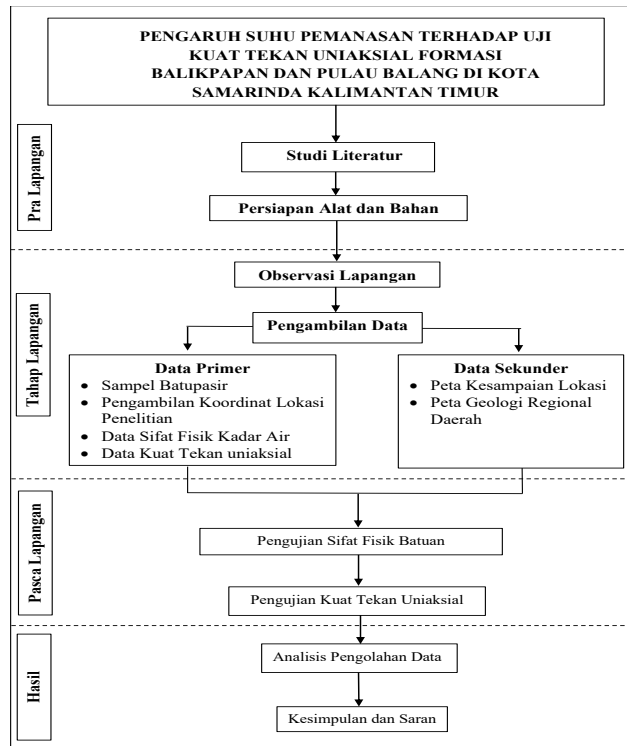 PENGARUH SUHU PEMANASAN TERHADAP UJI
KUAT TEKAN UNIAKSIAL FORMASI
BALIKPAPAN DAN PULAU BALANG DI KOTA
SAMARINDA KALIMANTAN TIMUR
Pra Lapangan
Studi Literatur
Persiapan Alat dan Bahan
Tahap Lapangan
Observasi Lapangan
Pengambilan Data
Data Primer
• Sampel Batupasir
• Pengambilan Koordinat Lokasi
Penelitian
• Data Sifat Fisik Kadar Air
• Data Kuat Tekan uniaksial
Data Sekunder
• Peta Kesampaian Lokasi
• Peta Geologi Regional
Daerah
Pasca Lapangan
Pengujian Sifat Fisik Batuan
Pengujian Kuat Tekan Uniaksial
Hasil
Analisis Pengolahan Data
Kesimpulan dan Saran